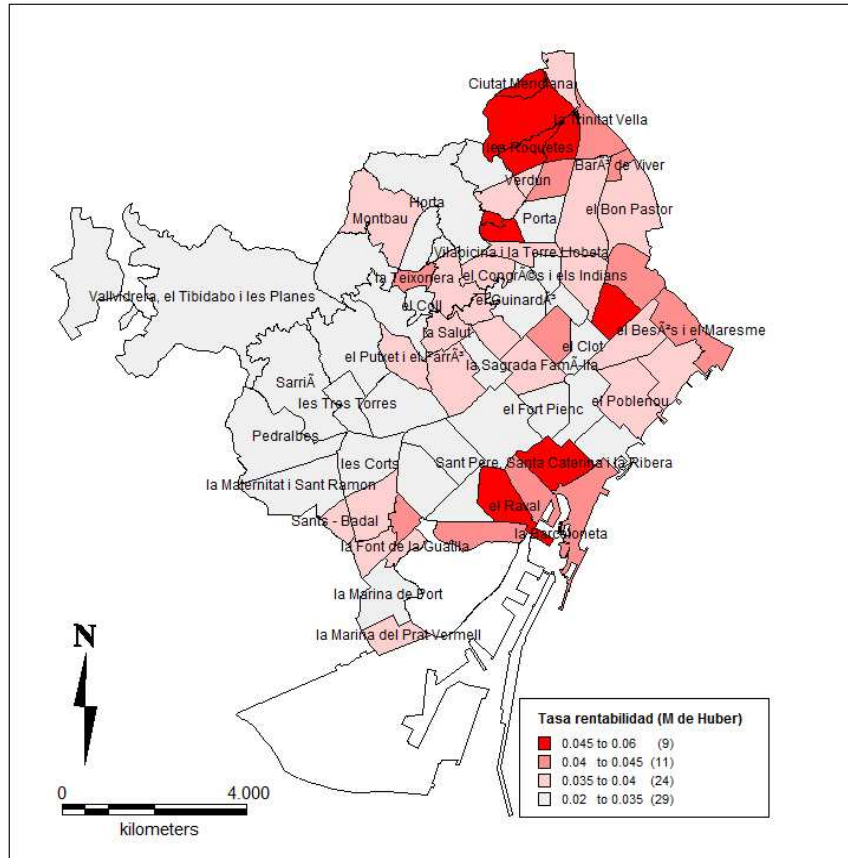 Ciutat Meridiana
la Trinitat Vella
les Roquetes
BarÃ³ de Viver
Verdun
Horta
el Bon Pastor
Montbau
Porta
Vilapicina i la Torre Llobeta
la Teixonera
el CongrÃ©s i els Indians
Vallvidrera, el Tibidabo i les Planes
el Coll
el GuinardÃ³
la Salut
el BesÃ²s i el Maresme
el Clot
el Putxet i el FarrÃ³
la Sagrada FamÃ­lia
SarriÃ
les Tres Torres
el Poblenou
el Fort Pienc
Pedralbes
les Corts
Sant Pere, Santa Caterina i la Ribera
la Maternitat i Sant Ramon
el Raval
Sants - Badal
la Barceloneta
la Font de la Guatlla
la Marina de Port
la Marina del Prat Vermell
N
0 4.000
kilometers
Tasa rentabilidad (M de Huber)
0.045 to 0.06 (9)
0.04 to 0.045 (11)
0.035 to 0.04 (24)
0.02 to 0.035 (29)